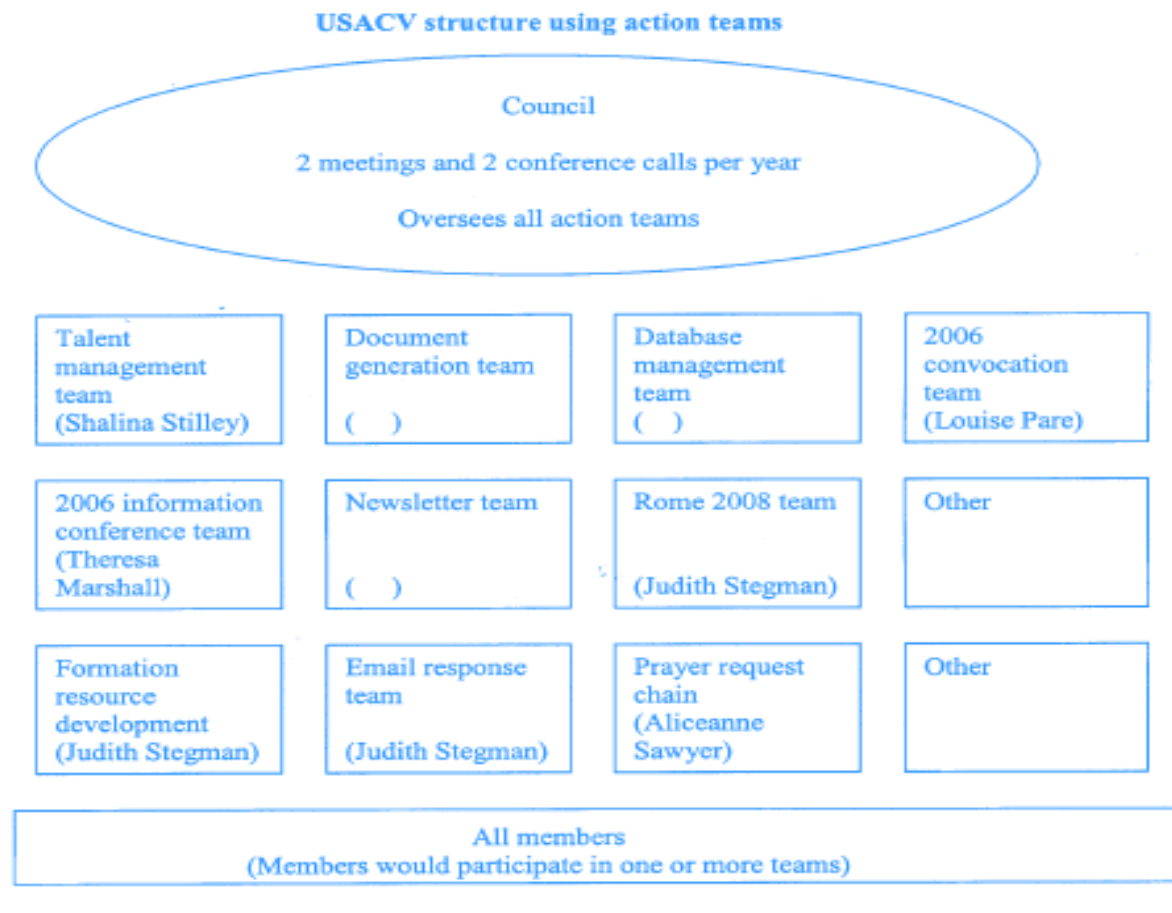 USACV structure using action teams
Council
2 meetings and 2 conference calls per year
Oversees all action teams
Talent
management
team
(Shalina Stilley)
Document
generation team
(    )
Database
management
team
(    )
2006
convocation
team
(Louise Pare)
2006 information
conference team
(Theresa
Marshall)
Newsletter team
(    )
Rome 2008 team
(Judith Stegman)
Other
Formation
resource
development
(Judith Stegman)
Email response
team
(Judith Stegman)
Prayer request
chain
(Aliceanne
Sawyer)
Other
All members
(Members would participate in one or more teams)